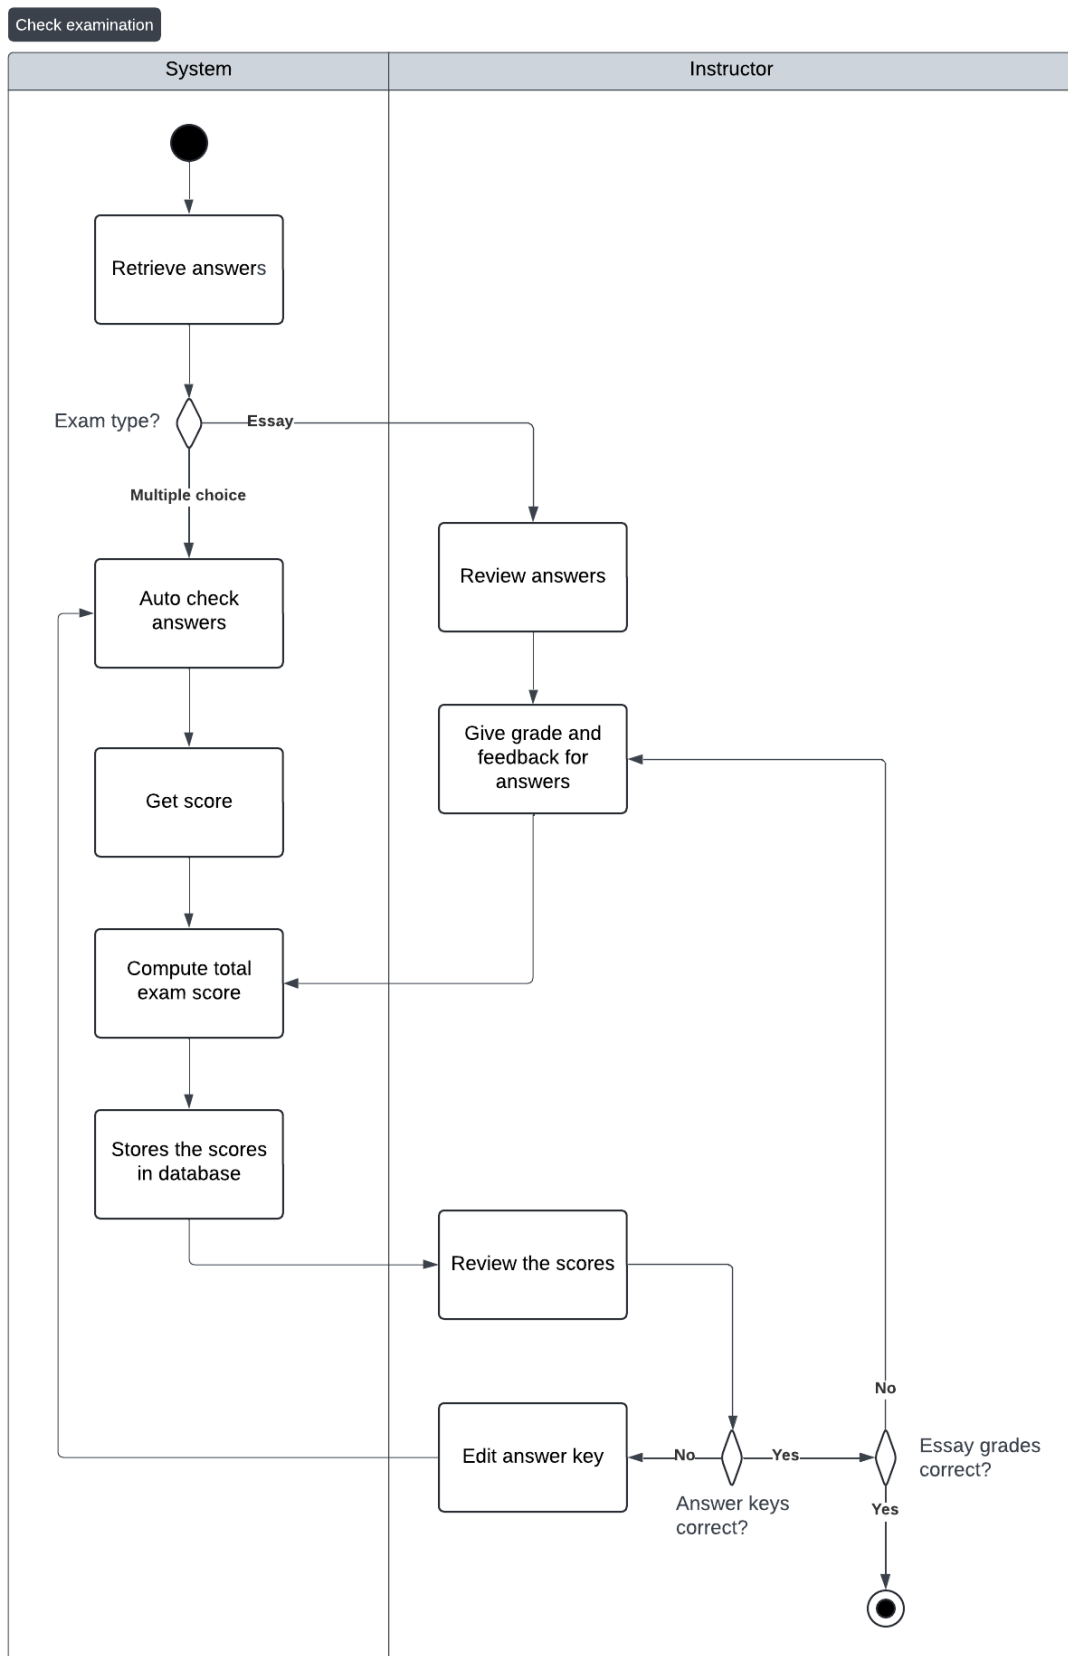 Check examination
System
Instructor
Retrieve answers
Exam type?
Essay
Multiple choice
Review answers
Auto check
answers
Give grade and
feedback for
answers
Get score
Compute total
exam score
Stores the scores
in database
Review the scores
No
Edit answer key
No
Yes
Essay grades
correct?
Answer keys
correct?
Yes